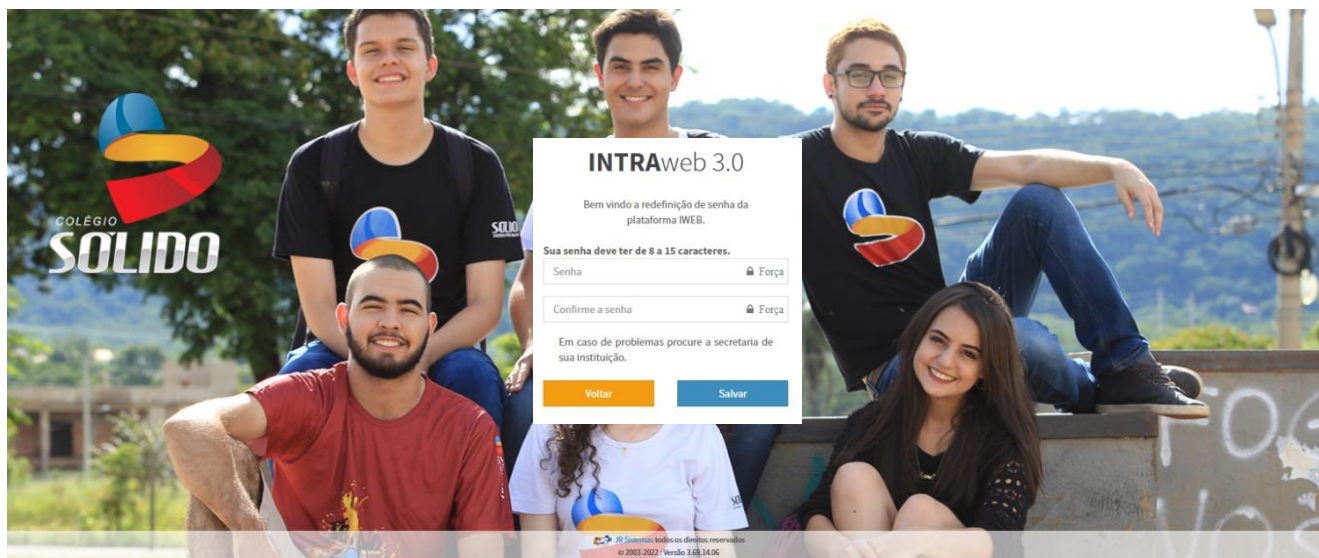 COLÉGIO
SÓLIDO
SÓLIDO
INTRAweb 3.0
Bem vindo a redefinição de senha da
plataforma IWEB.
Sua senha deve ter de 8 a 15 caracteres.
Senha
Força
Confirme a senha
Força
Em caso de problemas procure a secretaria de
sua instituição.
Voltar
Salvar
JR Sistemas todos os direitos reservados
© 2003-2022 : Versão 3.69.14.06